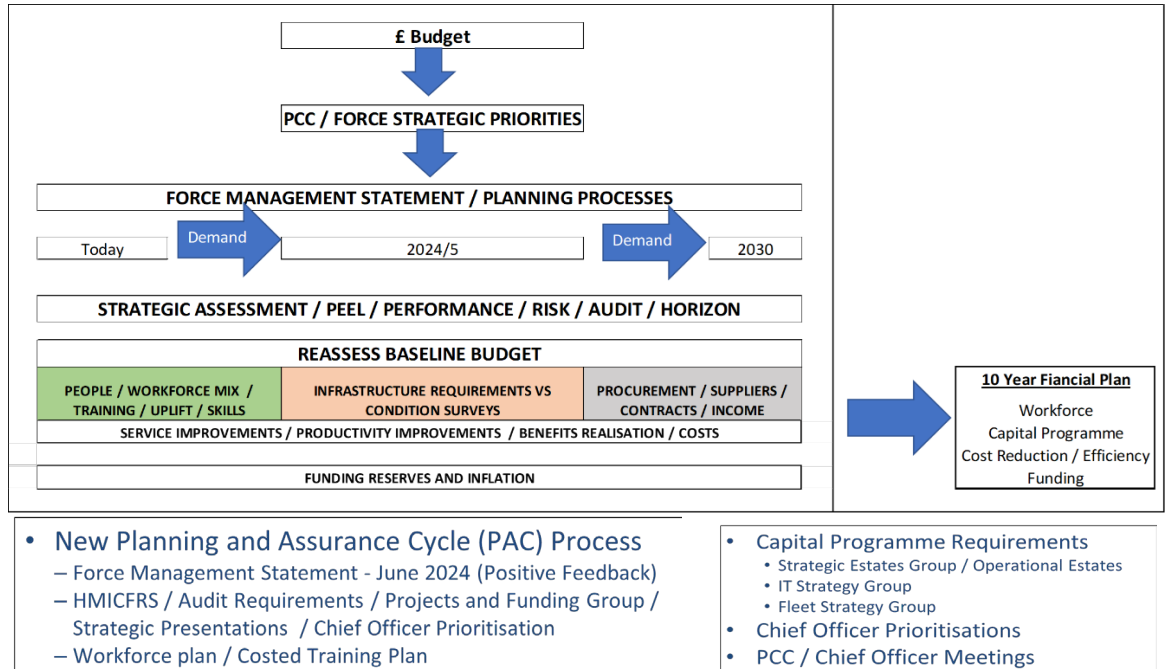 £ Budget
PCC / FORCE STRATEGIC PRIORITIES
FORCE MANAGEMENT STATEMENT / PLANNING PROCESSES
Today
Demand
2024/5
Demand
2030
STRATEGIC ASSESSMENT / PEEL / PERFORMANCE / RISK / AUDIT / HORIZON
REASSESS BASELINE BUDGET
PEOPLE / WORKFORCE MIX /
TRAINING / UPLIFT / SKILLS
INFRASTRUCTURE REQUIREMENTS VS
CONDITION SURVEYS
PROCUREMENT / SUPPLIERS /
CONTRACTS / INCOME
SERVICE IMPROVEMENTS / PRODUCTIVITY IMPROVEMENTS / BENEFITS REALISATION / COSTS
FUNDING RESERVES AND INFLATION
10 Year Fiancial Plan
Workforce
Capital Programme
Cost Reduction / Efficiency
Funding
• New Planning and Assurance Cycle (PAC) Process
– Force Management Statement - June 2024 (Positive Feedback)
– HMICFRS / Audit Requirements / Projects and Funding Group /
Strategic Presentations / Chief Officer Prioritisation
– Workforce plan / Costed Training Plan
• Capital Programme Requirements
• Strategic Estates Group / Operational Estates
• IT Strategy Group
• Fleet Strategy Group
• Chief Officer Prioritisations
• PCC / Chief Officer Meetings